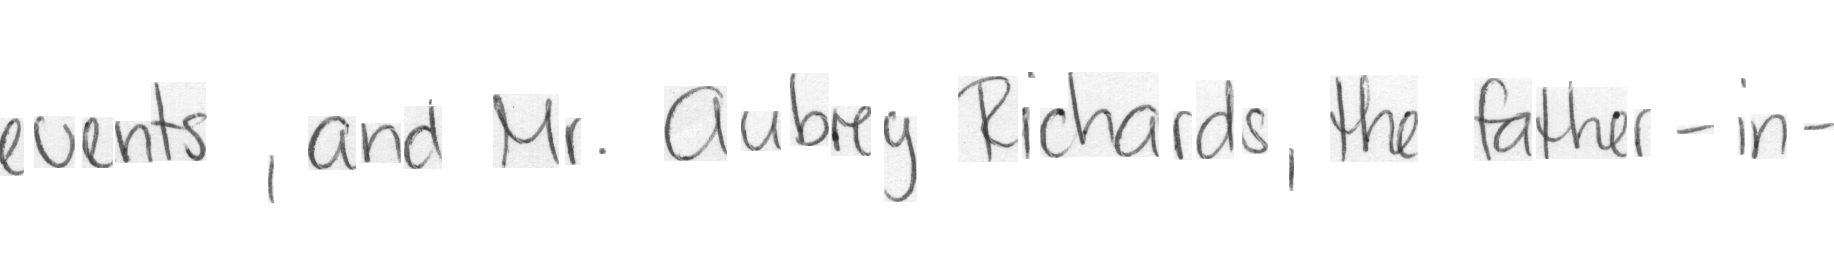 events, and Mr. Aubrey Richards, the father-in-